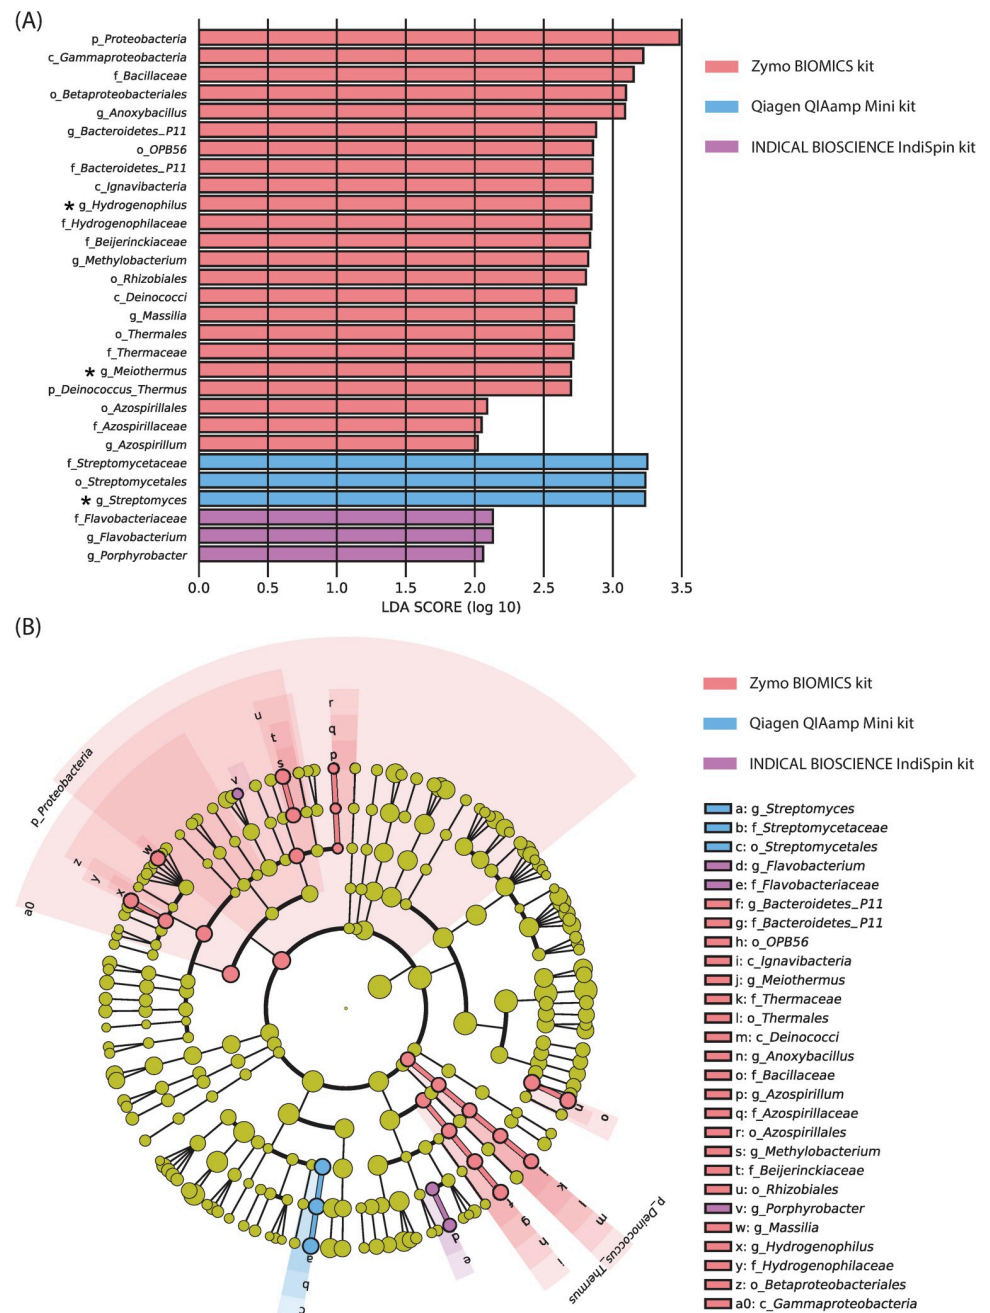 (A)
p_Proteobacteria
c_Gammaproteobacteria
f_Bacillaceae
o_Betaproteobacteriales
g_Anoxybacillus
g_Bacteroidetes_P11
o_OPB56
f_Bacteroidetes_P11
c_Ignavibacteria
* g_Hydrogenophilus
f_Hydrogenophilaceae
f_Beijerinckiaceae
g_Methylobacterium
o_Rhizobiales
c_Deinococci
g_Massilia
o_Thermales
f_Thermaceae
* g_Meiothermus
p_Deinococcus_Thermus
o_Azospirillales
f_Azospirillaceae
g_Azospirillum
f_Streptomycetaceae
o_Streptomycetales
* g_Streptomyces
f_Flavobacteriaceae
g_Flavobacterium
g_Porphyrobacter
0.0 0.5 1.0 1.5 2.0 2.5 3.0 3.5
LDA SCORE (log 10)
Zymo BIOMICS kit
Qiagen QIAamp Mini kit
INDICAL BIOSCIENCE IndiSpin kit
(B)
p_Proteobacteria
a0
z
y
x
w
v
u
t
s
r
q
p
n
o
k
l
m
p_Deinococcus_Thermus
f
g
h
i
d
e
a
b
c
Zymo BIOMICS kit
Qiagen QIAamp Mini kit
INDICAL BIOSCIENCE IndiSpin kit
a: g_Streptomyces
b: f_Streptomycetaceae
c: o_Streptomycetales
d: g_Flavobacterium
e: f_Flavobacteriaceae
f: g_Bacteroidetes_P11
g: f_Bacteroidetes_P11
h: o_OPB56
i: c_Ignavibacteria
j: g_Meiothermus
k: f_Thermaceae
l: o_Thermales
m: c_Deinococci
n: g_Anoxybacillus
o: f_Bacillaceae
p: g_Azospirillum
q: f_Azospirillaceae
r: o_Azospirillales
s: g_Methylobacterium
t: f_Beijerinckiaceae
u: o_Rhizobiales
v: g_Porphyrobacter
w: g_Massilia
x: g_Hydrogenophilus
y: f_Hydrogenophilaceae
z: o_Betaproteobacteriales
a0: c_Gammaproteobacteria